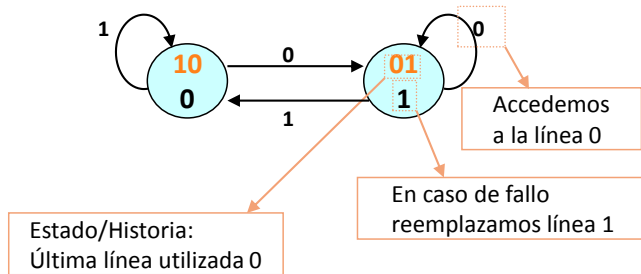 1
10
0
0
01
1
0
1
Accedemos
a la línea 0
En caso de fallo
reemplazamos línea 1
Estado/Historia:
Última línea utilizada 0